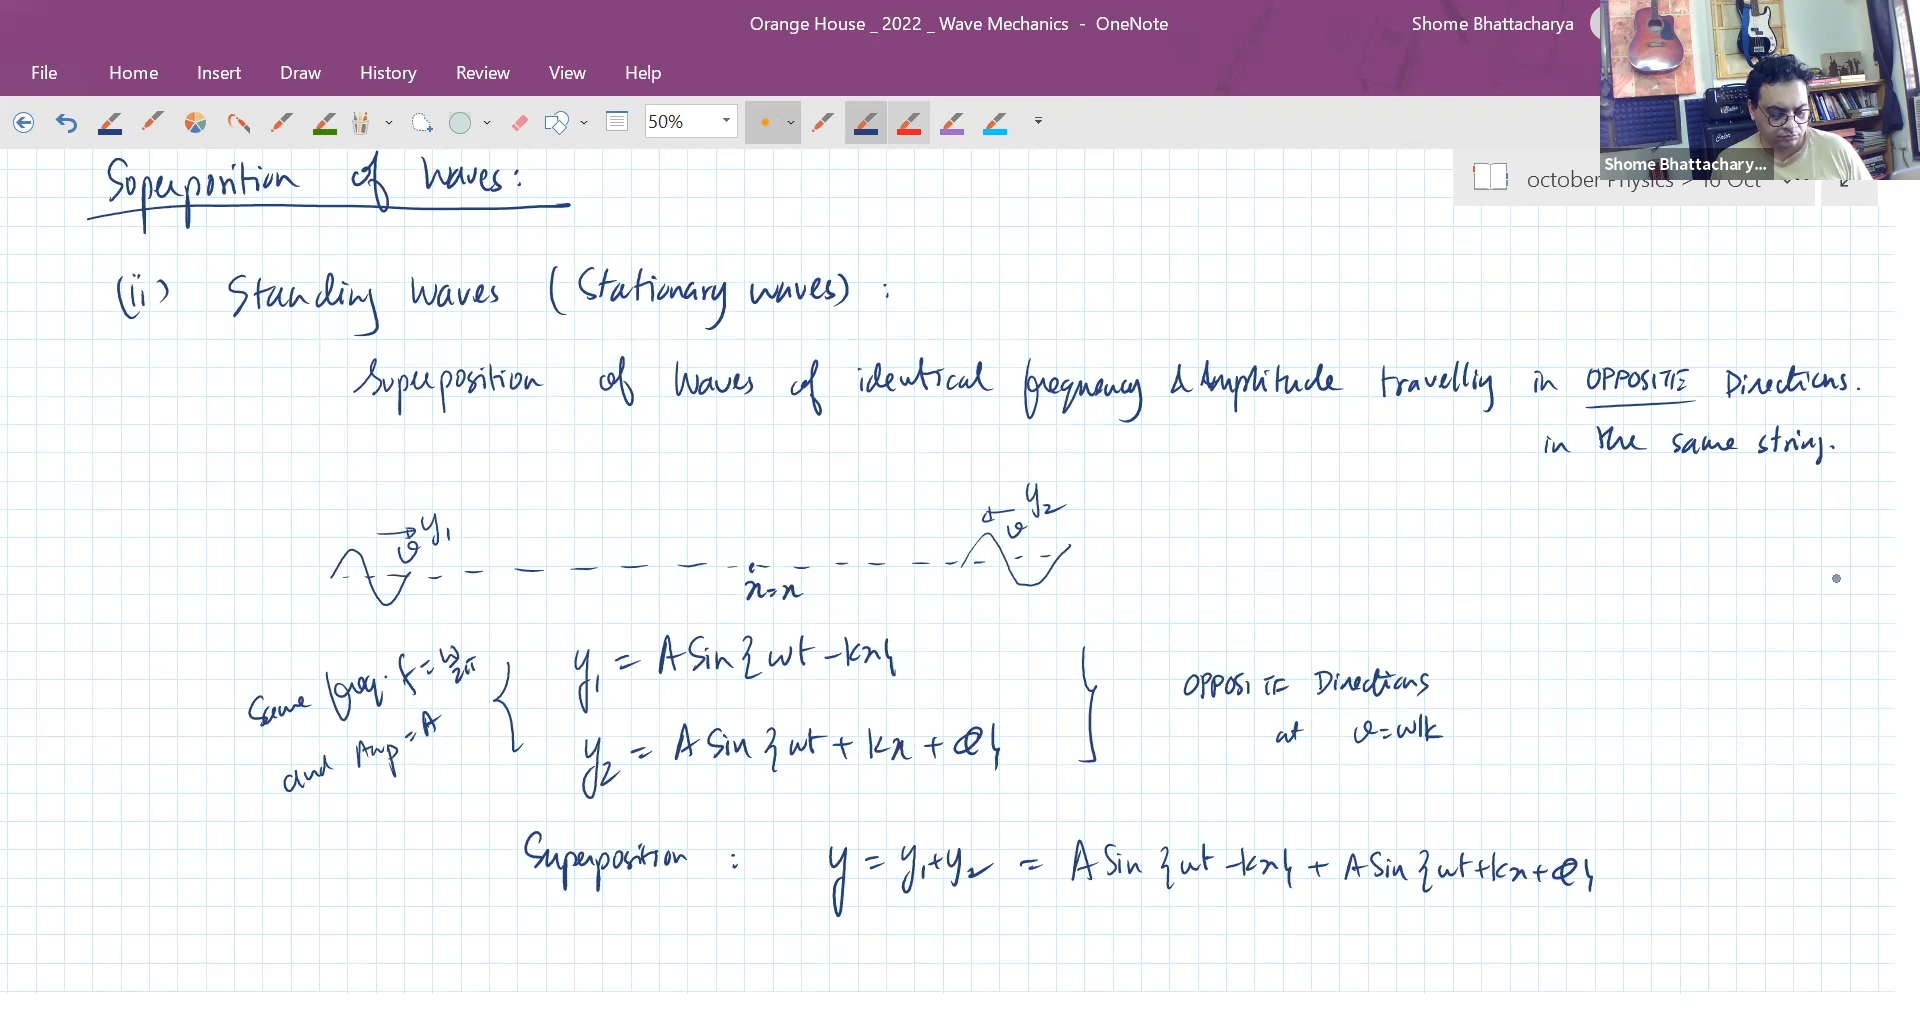 Orange House _ 2022 _ Wave Mechanics - OneNote
Shome Bhattacharya
File Home Insert Draw History Review View Help
50%
Shome Bhattachary...
october Physics > 16 Oct
Superposition of Waves:
(ii) Standing Waves (Stationary waves) :
Superposition of Waves of identical frequency & Amplitude travelling in OPPOSITE Directions.
in the same string.
v y₁
v y₂
x=x
Same freq. f=ω/2π
and Amp=A
y₁ = A Sin{ωt-kx}
y₂ = A Sin{ωt + kx + φ}
OPPOSITE Directions
at v=ω/k
Superposition : y = y₁+y₂ = A Sin{ωt-kx} + A Sin{ωt+kx+φ}